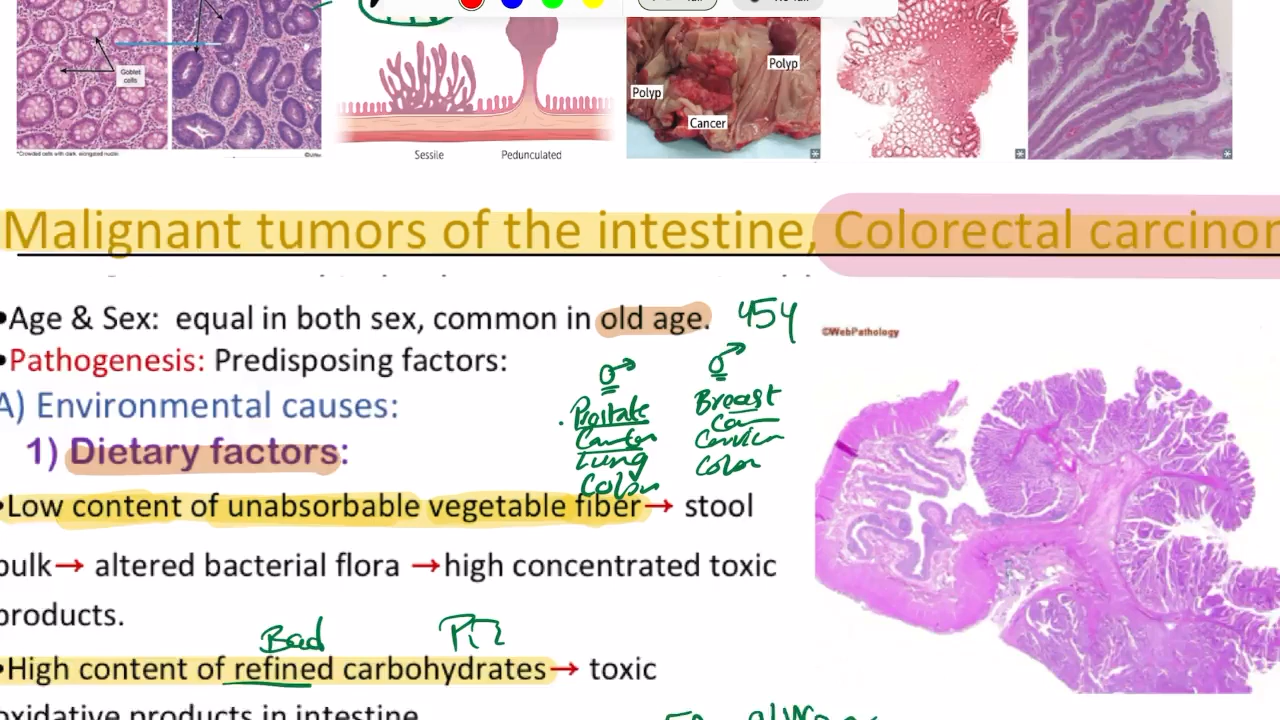 Goblet
cells
*Crowded cells with dark, elongated nuclei.
Sessile
Pedunculated
Polyp
Polyp
Cancer
Malignant tumors of the intestine, Colorectal carcinor
•Age & Sex: equal in both sex, common in old age. 45y
•Pathogenesis: Predisposing factors:
©WebPathology
A) Environmental causes:
Prostate
Cancer
Lung
Colon
Breast
Ca
Cervica
Colon
1) Dietary factors:
•Low content of unabsorbable vegetable fiber→ stool
bulk→ altered bacterial flora →high concentrated toxic
products.
Bad
•High content of refined carbohydrates→ toxic
oxidative products in intestine